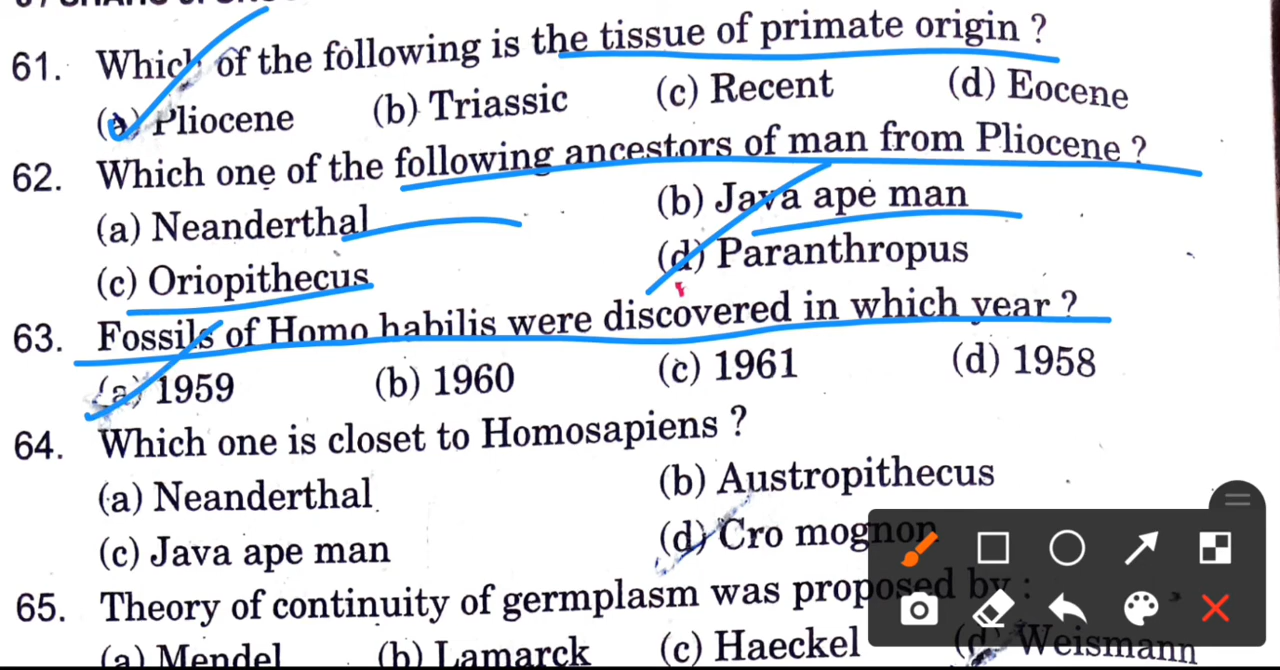 61. Which of the following is the tissue of primate origin ?
(a) Pliocene (b) Triassic (c) Recent (d) Eocene
62. Which one of the following ancestors of man from Pliocene ?
(a) Neanderthal (b) Java ape man
(c) Oriopithecus (d) Paranthropus
63. Fossils of Homo habilis were discovered in which year ?
(a) 1959 (b) 1960 (c) 1961 (d) 1958
64. Which one is closet to Homosapiens ?
(a) Neanderthal (b) Austropithecus
(c) Java ape man (d) Cro mognon
65. Theory of continuity of germplasm was proposed by :
(a) Mendel (b) Lamarck (c) Haeckel (d) Weismann